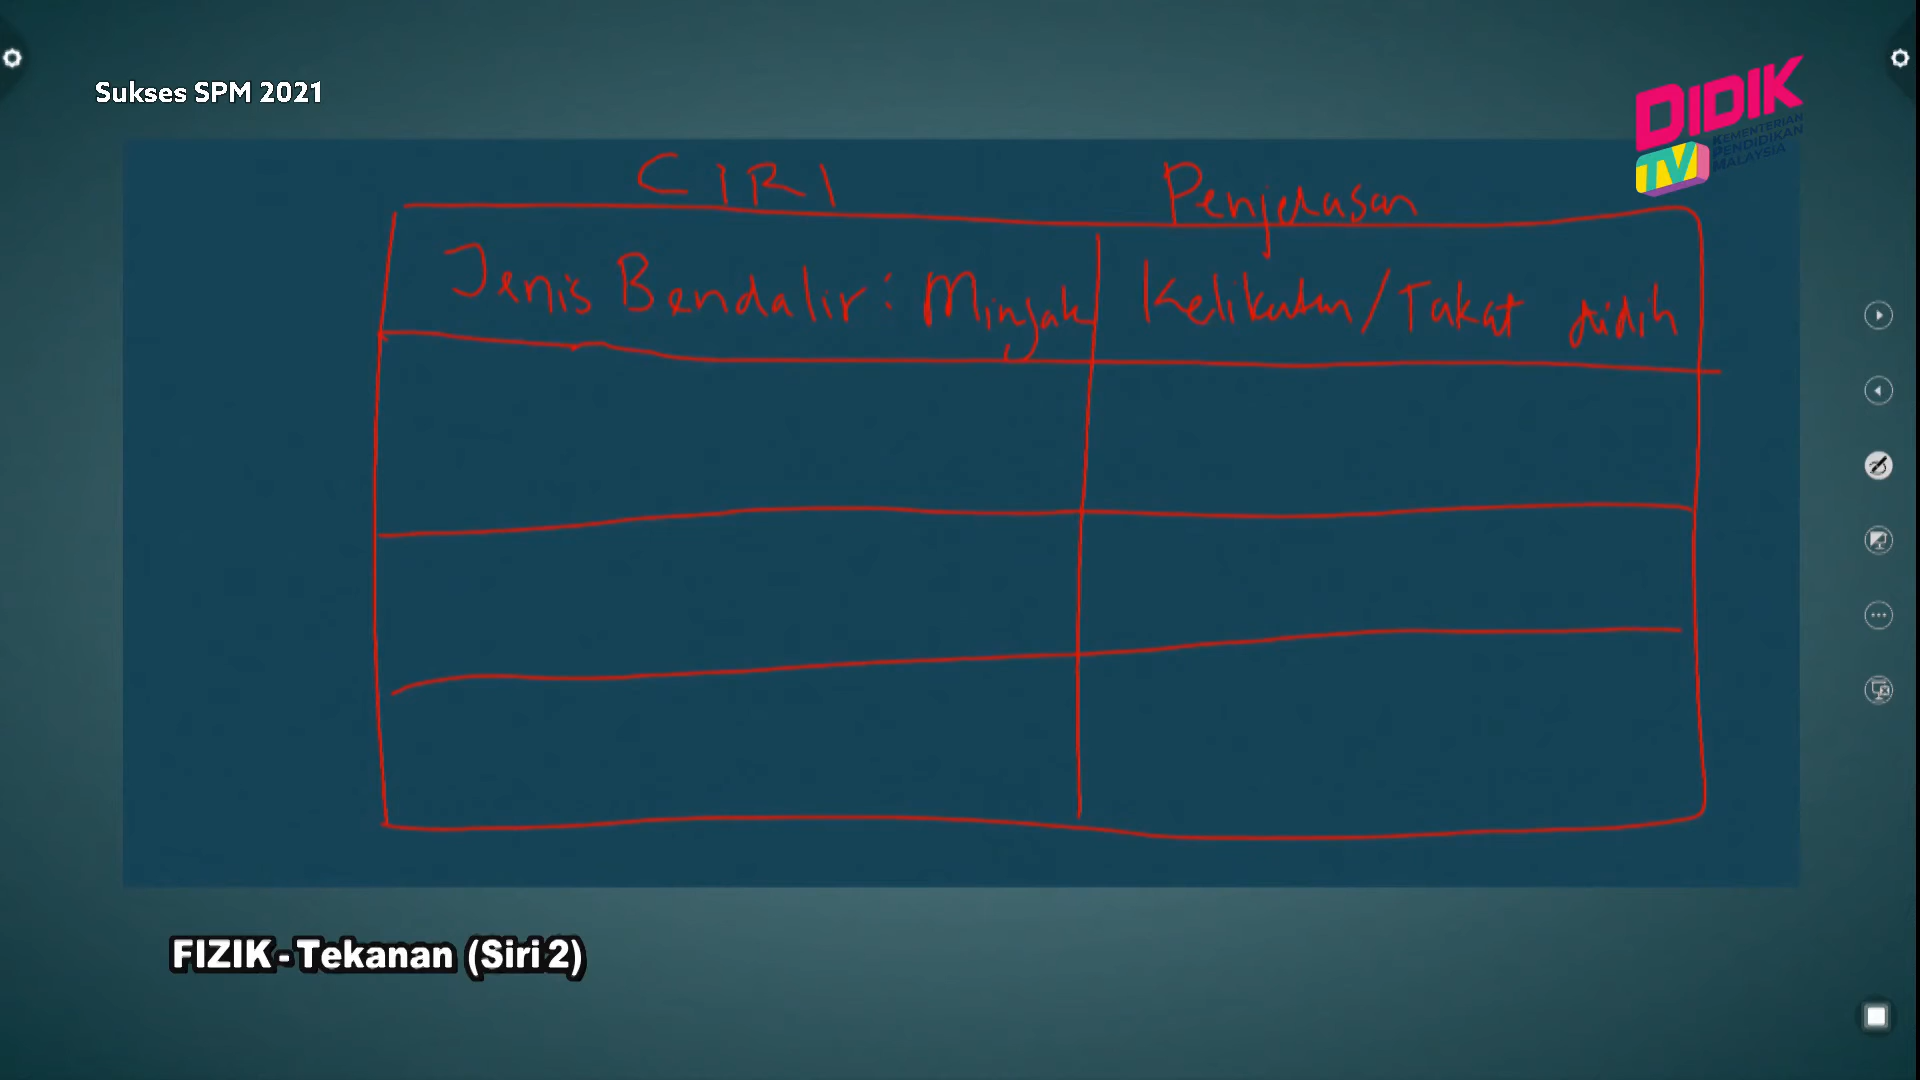 Sukses SPM 2021
DIDIK
TV
KEMENTERIAN
PENDIDIKAN
MALAYSIA
CIRI Penjelasan
Jenis Bendalir : Minyak Kelikatan / Takat didih
FIZIK - Tekanan (Siri 2)